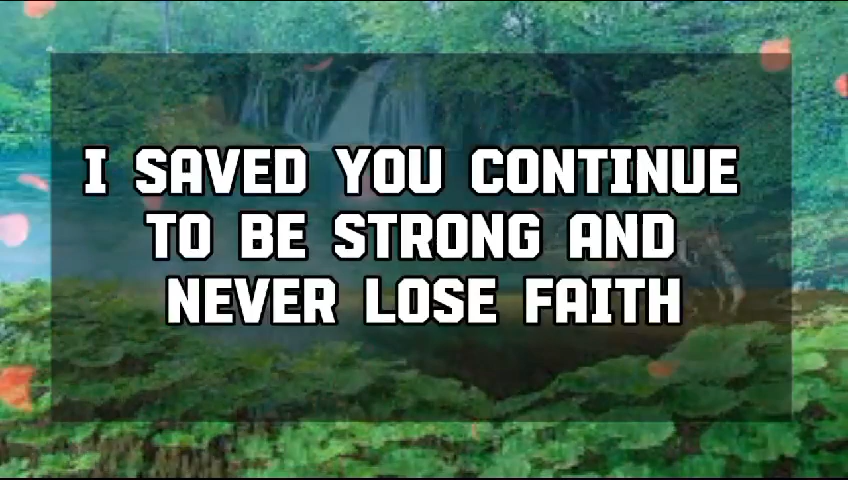 I SAVED YOU CONTINUE
TO BE STRONG AND
NEVER LOSE FAITH